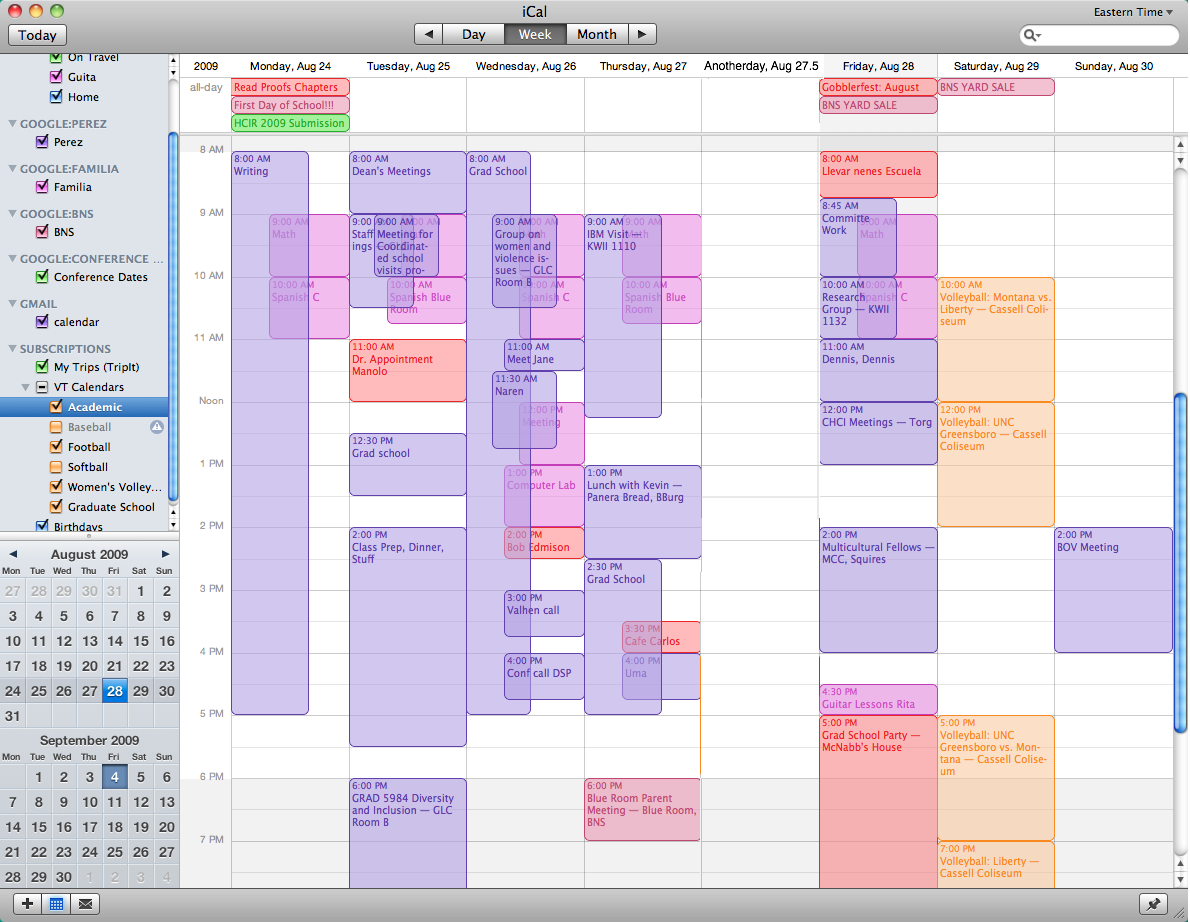 iCal
Eastern Time
Today
Day
Week
Month
On Travel
Guita
Home
GOOGLE:PEREZ
Perez
GOOGLE:FAMILIA
Familia
GOOGLE:BNS
BNS
GOOGLE:CONFERENCE ...
Conference Dates
GMAIL
calendar
SUBSCRIPTIONS
My Trips (TripIt)
VT Calendars
Academic
Baseball
Football
Softball
Women's Volley...
Graduate School
Birthdays
August 2009
Mon Tue Wed Thu Fri Sat Sun
27 28 29 30 31 1 2
3 4 5 6 7 8 9
10 11 12 13 14 15 16
17 18 19 20 21 22 23
24 25 26 27 28 29 30
31
September 2009
Mon Tue Wed Thu Fri Sat Sun
1 2 3 4 5 6
7 8 9 10 11 12 13
14 15 16 17 18 19 20
21 22 23 24 25 26 27
28 29 30 1 2 3 4
2009
Monday, Aug 24
Tuesday, Aug 25
Wednesday, Aug 26
Thursday, Aug 27
Anotherday, Aug 27.5
Friday, Aug 28
Saturday, Aug 29
Sunday, Aug 30
all-day
Read Proofs Chapters
First Day of School!!!
HCIR 2009 Submission
Gobblerfest: August
BNS YARD SALE
BNS YARD SALE
8 AM
9 AM
10 AM
11 AM
Noon
1 PM
2 PM
3 PM
4 PM
5 PM
6 PM
7 PM
8:00 AM
Writing
9:00 AM
Math
10:00 AM
Spanish C
8:00 AM
Dean's Meetings
9:00
Staff
ings
9:00 AM
Meeting for
Coordinat-
ed school
visits pro-
10:00 AM
Spanish Blue
Room
11:00 AM
Dr. Appointment
Manolo
12:30 PM
Grad school
2:00 PM
Class Prep, Dinner,
Stuff
6:00 PM
GRAD 5984 Diversity
and Inclusion — GLC
Room B
8:00 AM
Grad School
9:00 AM
Group on
women and
violence is-
sues — GLC
Room B
Spanish C
11:00 AM
Meet Jane
11:30 AM
Naren
12:00 PM
Meeting
1:00 PM
Computer Lab
2:00 PM
Bob Edmison
3:00 PM
Valhen call
4:00 PM
Conf call DSP
9:00 AM
IBM Visit —
KWII 1110
9:00 AM
Math
10:00 AM
Spanish Blue
Room
1:00 PM
Lunch with Kevin —
Panera Bread, BBurg
2:30 PM
Grad School
3:30 PM
Cafe Carlos
4:00 PM
Uma
6:00 PM
Blue Room Parent
Meeting — Blue Room,
BNS
8:00 AM
Llevar nenes Escuela
8:45 AM
Committe
Work
9:00 AM
Math
10:00 AM
Research
Group — KWII
1132
10:00 AM
Spanish C
11:00 AM
Dennis, Dennis
12:00 PM
CHCI Meetings — Torg
2:00 PM
Multicultural Fellows —
MCC, Squires
4:30 PM
Guitar Lessons Rita
5:00 PM
Grad School Party —
McNabb's House
10:00 AM
Volleyball: Montana vs.
Liberty — Cassell Coli-
seum
12:00 PM
Volleyball: UNC
Greensboro — Cassell
Coliseum
5:00 PM
Volleyball: UNC
Greensboro vs. Mon-
tana — Cassell Colise-
um
7:00 PM
Volleyball: Liberty —
Cassell Coliseum
2:00 PM
BOV Meeting